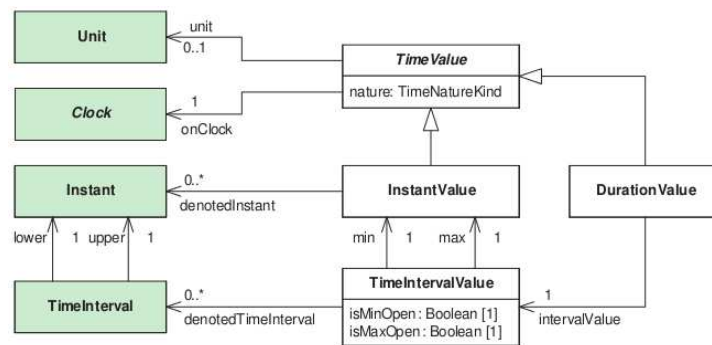 unit
Unit
0..1
TimeValue
nature: TimeNatureKind
Clock
1
onClock
Instant
0..*
denotedInstant
InstantValue
DurationValue
lower 1 upper 1
min 1 max 1
TimeInterval
0..*
denotedTimeInterval
TimeIntervalValue
isMinOpen: Boolean [1]
isMaxOpen: Boolean [1]
1
intervalValue